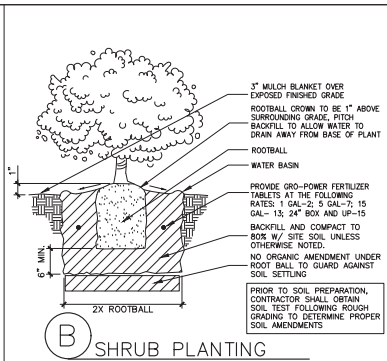 3" MULCH BLANKET OVER
EXPOSED FINISHED GRADE
ROOTBALL CROWN TO BE 1" ABOVE
SURROUNDING GRADE, PITCH
BACKFILL TO ALLOW WATER TO
DRAIN AWAY FROM BASE OF PLANT
ROOTBALL
WATER BASIN
PROVIDE GRO-POWER FERTILIZER
TABLETS AT THE FOLLOWING
RATES: 1 GAL-2; 5 GAL-7; 15
GAL- 13; 24" BOX AND UP-15
BACKFILL AND COMPACT TO
80% W/ SITE SOIL UNLESS
OTHERWISE NOTED.
NO ORGANIC AMENDMENT UNDER
ROOT BALL TO GUARD AGAINST
SOIL SETTLING
PRIOR TO SOIL PREPARATION,
CONTRACTOR SHALL OBTAIN
SOIL TEST FOLLOWING ROUGH
GRADING TO DETERMINE PROPER
SOIL AMENDMENTS
1"
6" MIN.
2X ROOTBALL
B SHRUB PLANTING